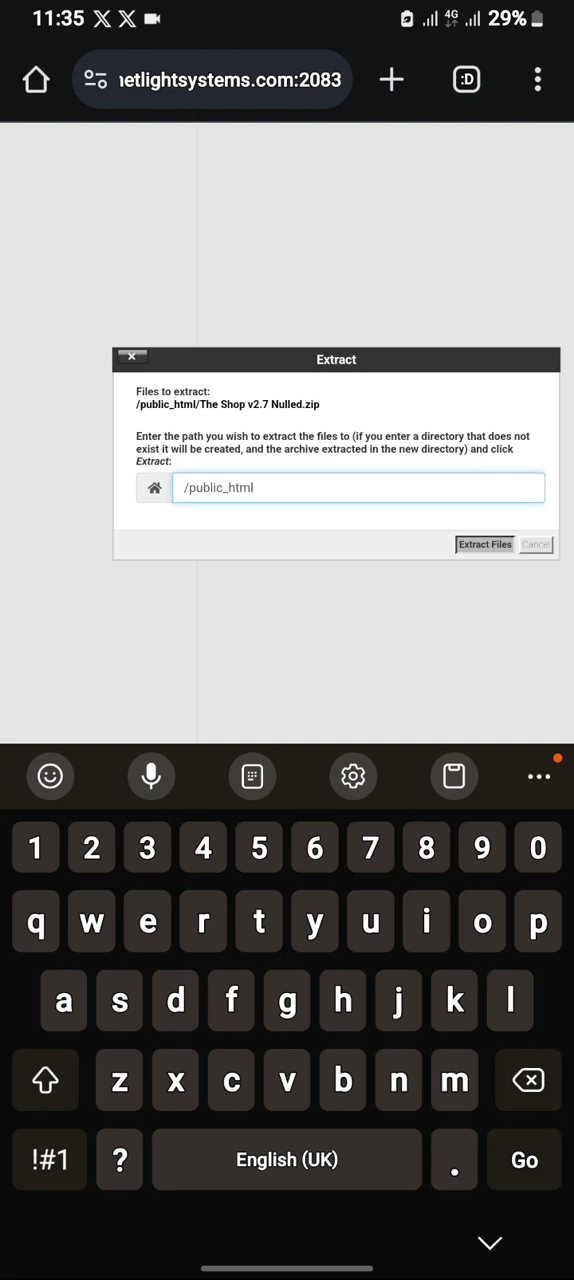 11:35
4G
29%
netlightsystems.com:2083
:D
Extract
Files to extract:
/public_html/The Shop v2.7 Nulled.zip
Enter the path you wish to extract the files to (if you enter a directory that does not
exist it will be created, and the archive extracted in the new directory) and click
Extract:
/public_html
Extract Files
Cancel
1 2 3 4 5 6 7 8 9 0
q w e r t y u i o p
a s d f g h j k l
z x c v b n m
!#1 ? English (UK) . Go